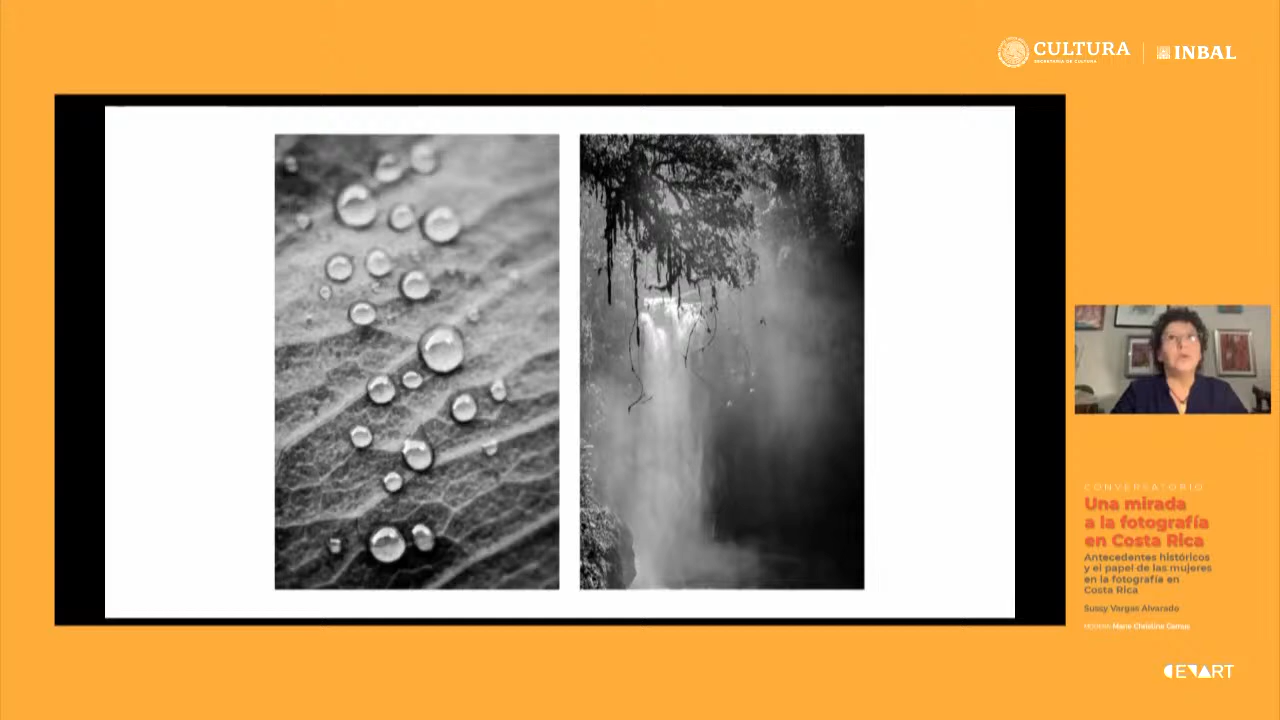 CULTURA
SECRETARÍA DE CULTURA
INBAL
CONVERSATORIO
Una mirada
a la fotografía
en Costa Rica
Antecedentes históricos
y el papel de las mujeres
en la fotografía en
Costa Rica
Sussy Vargas Alvarado
CENART